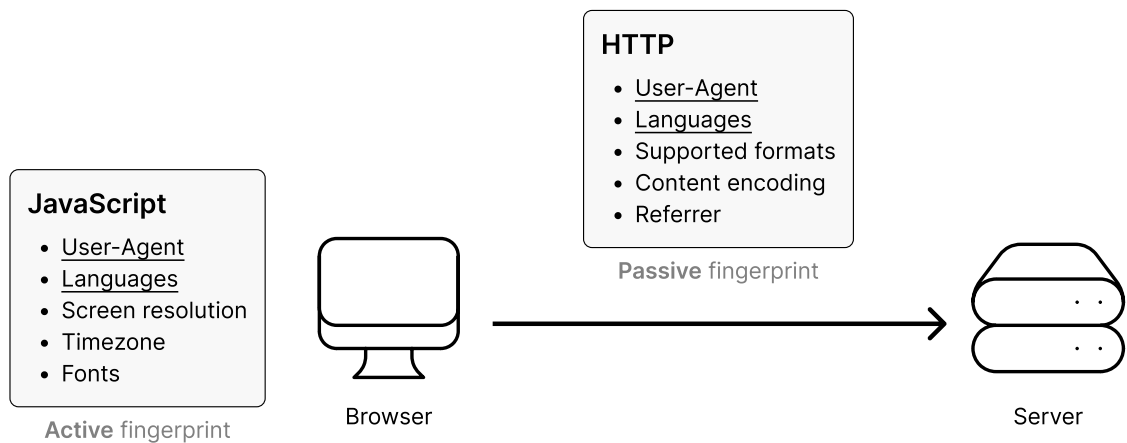 HTTP
• User-Agent
• Languages
• Supported formats
• Content encoding
• Referrer
Passive fingerprint
JavaScript
• User-Agent
• Languages
• Screen resolution
• Timezone
• Fonts
Active fingerprint
Browser
Server